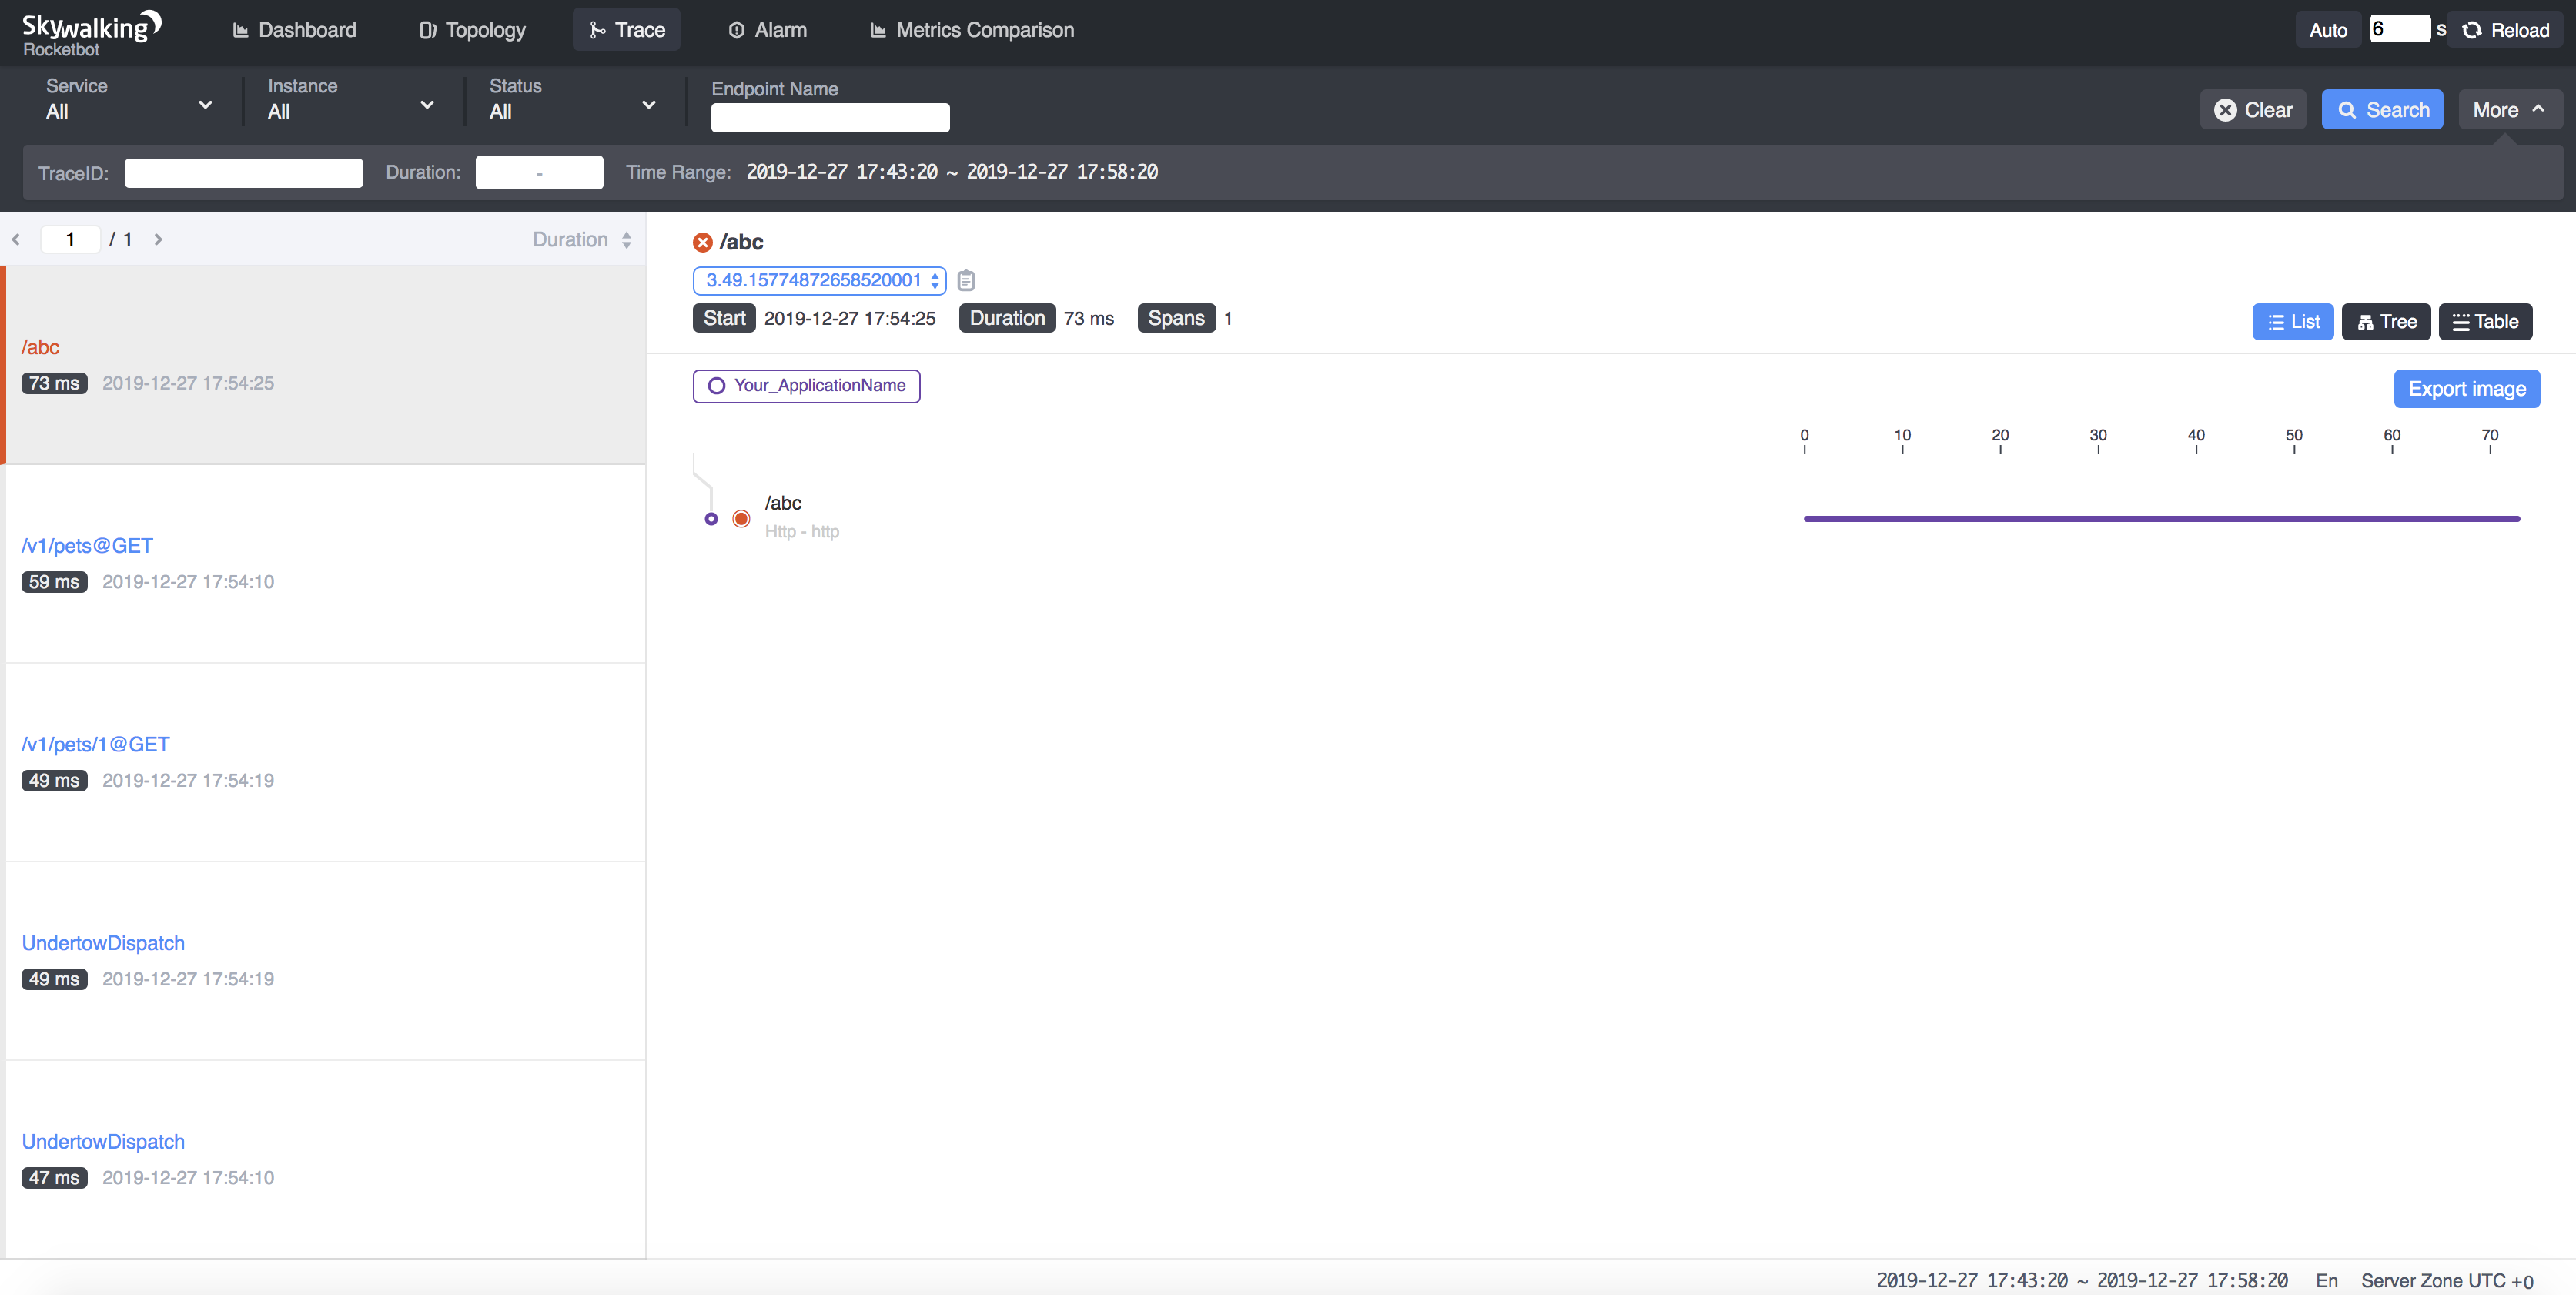 Skywalking
Rocketbot
Dashboard
Topology
Trace
Alarm
Metrics Comparison
Auto
6 s
Reload
Service
All
Instance
All
Status
All
Endpoint Name
Clear
Search
More
TraceID:
Duration: -
Time Range: 2019-12-27 17:43:20 ~ 2019-12-27 17:58:20
1 / 1
Duration
/abc
73 ms 2019-12-27 17:54:25
/v1/pets@GET
59 ms 2019-12-27 17:54:10
/v1/pets/1@GET
49 ms 2019-12-27 17:54:19
UndertowDispatch
49 ms 2019-12-27 17:54:19
UndertowDispatch
47 ms 2019-12-27 17:54:10
/abc
3.49.15774872658520001
Start 2019-12-27 17:54:25 Duration 73 ms Spans 1
List
Tree
Table
Your_ApplicationName
Export image
0 10 20 30 40 50 60 70
/abc
Http - http
2019-12-27 17:43:20 ~ 2019-12-27 17:58:20 En Server Zone UTC +0